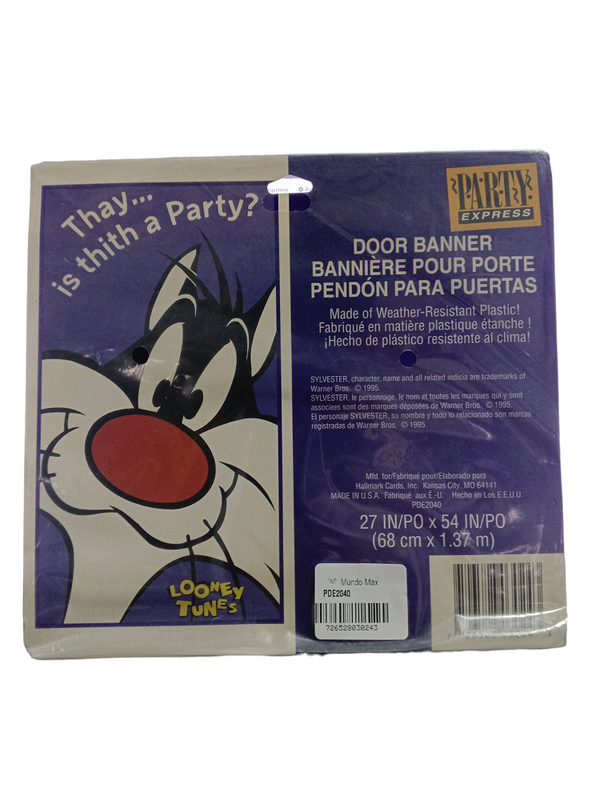 Thay...
is thith a Party?
LOONEY
TUNES
PARTY
EXPRESS
DOOR BANNER
BANNIÈRE POUR PORTE
PENDÓN PARA PUERTAS
Made of Weather-Resistant Plastic!
Fabriqué en matière plastique étanche !
¡Hecho de plástico resistente al clima!
SYLVESTER, character, name and all related indicia are trademarks of
Warner Bros. © 1995.
SYLVESTER, le personnage, le nom et toutes les marques qui y sont
associees sont des marques déposées de Warner Bros. © 1995.
El personaje SYLVESTER, su nombre y todo lo relacionado son marcas
registradas de Warner Bros. © 1995.
Mfd. for/Fabriqué pour/Elaborado para
Hallmark Cards, Inc. Kansas City, MO 64141
MADE IN U.S.A. Fabriqué aux É.-U. Hecho en Los E.E.U.U.
PDE2040
27 IN/PO x 54 IN/PO
(68 cm x 1.37 m)
Mundo Max
PDE2040
726528030243